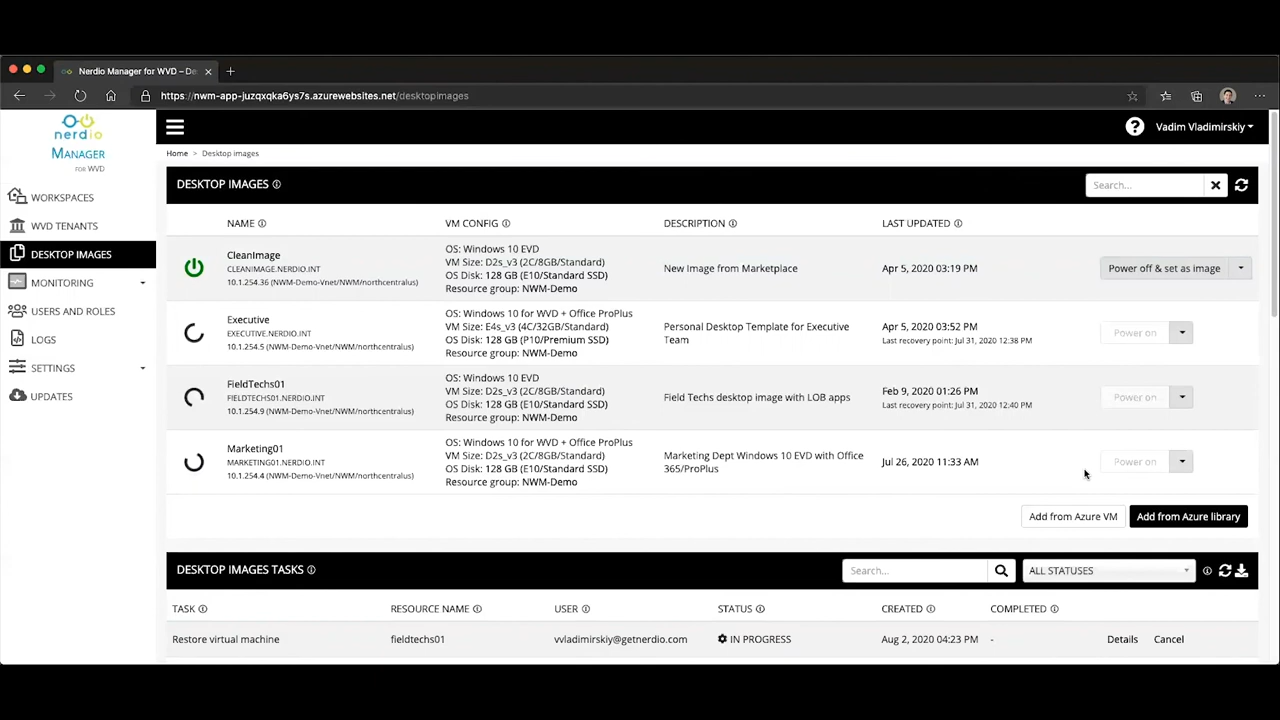 Nerdio Manager for WVD – De
https://nwm-app-juzqxqka6ys7s.azurewebsites.net/desktopimages
nerdio
MANAGER
FOR WVD
Vadim Vladimirskiy
Home > Desktop images
WORKSPACES
WVD TENANTS
DESKTOP IMAGES
MONITORING
USERS AND ROLES
LOGS
SETTINGS
UPDATES
DESKTOP IMAGES
Search...
NAME VM CONFIG DESCRIPTION LAST UPDATED
CleanImage
CLEANIMAGE.NERDIO.INT
10.1.254.36 (NWM-Demo-Vnet/NWM/northcentralus)
OS: Windows 10 EVD
VM Size: D2s_v3 (2C/8GB/Standard)
OS Disk: 128 GB (E10/Standard SSD)
Resource group: NWM-Demo
New Image from Marketplace
Apr 5, 2020 03:19 PM
Power off & set as image
Executive
EXECUTIVE.NERDIO.INT
10.1.254.5 (NWM-Demo-Vnet/NWM/northcentralus)
OS: Windows 10 for WVD + Office ProPlus
VM Size: E4s_v3 (4C/32GB/Standard)
OS Disk: 128 GB (P10/Premium SSD)
Resource group: NWM-Demo
Personal Desktop Template for Executive
Team
Apr 5, 2020 03:52 PM
Last recovery point: Jul 31, 2020 12:38 PM
Power on
FieldTechs01
FIELDTECHS01.NERDIO.INT
10.1.254.9 (NWM-Demo-Vnet/NWM/northcentralus)
OS: Windows 10 EVD
VM Size: D2s_v3 (2C/8GB/Standard)
OS Disk: 128 GB (E10/Standard SSD)
Resource group: NWM-Demo
Field Techs desktop image with LOB apps
Feb 9, 2020 01:26 PM
Last recovery point: Jul 31, 2020 12:40 PM
Power on
Marketing01
MARKETING01.NERDIO.INT
10.1.254.4 (NWM-Demo-Vnet/NWM/northcentralus)
OS: Windows 10 for WVD + Office ProPlus
VM Size: D2s_v3 (2C/8GB/Standard)
OS Disk: 128 GB (E10/Standard SSD)
Resource group: NWM-Demo
Marketing Dept Windows 10 EVD with Office
365/ProPlus
Jul 26, 2020 11:33 AM
Power on
Add from Azure VM Add from Azure library
DESKTOP IMAGES TASKS
Search...
ALL STATUSES
TASK RESOURCE NAME USER STATUS CREATED COMPLETED
Restore virtual machine fieldtechs01 vvladimirskiy@getnerdio.com IN PROGRESS Aug 2, 2020 04:23 PM - Details Cancel